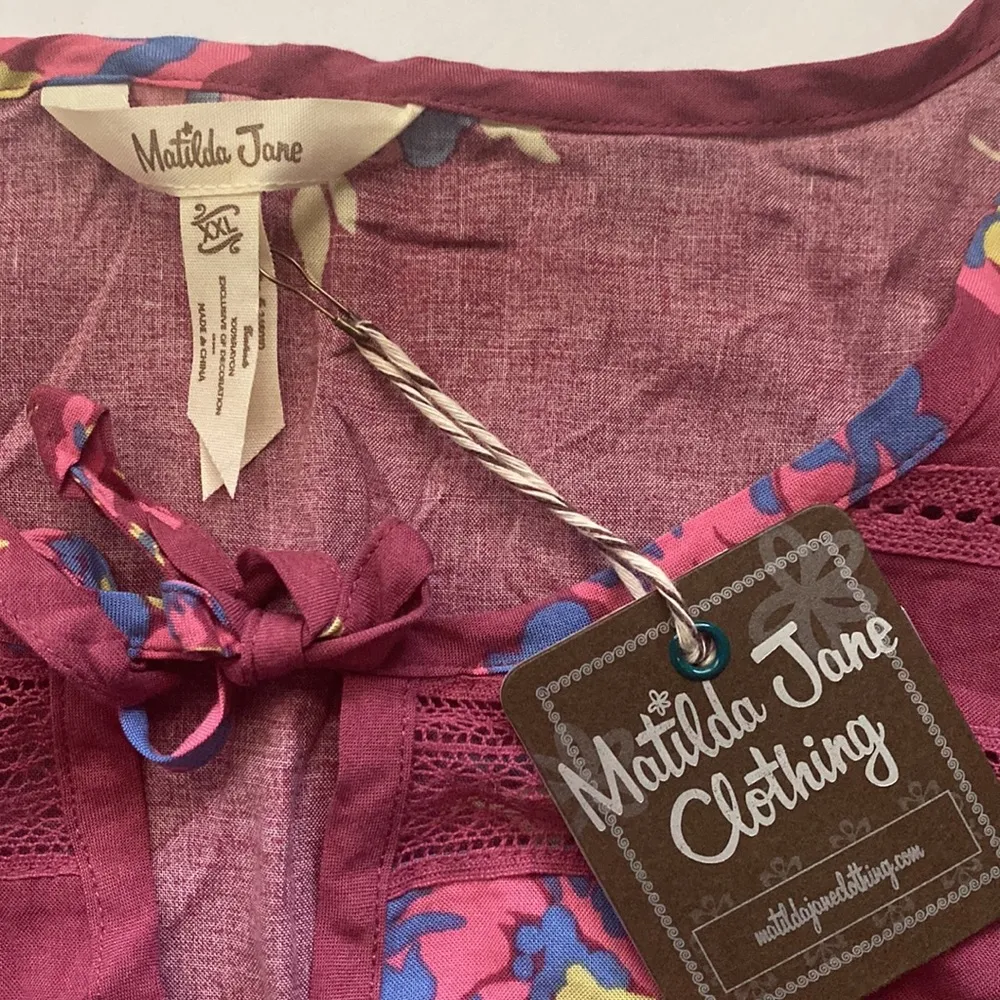 Matilda Jane
XXL
100%RAYON
EXCLUSIVE OF DECORATION
MADE IN CHINA
Matilda Jane
Clothing
matildajaneclothing.com